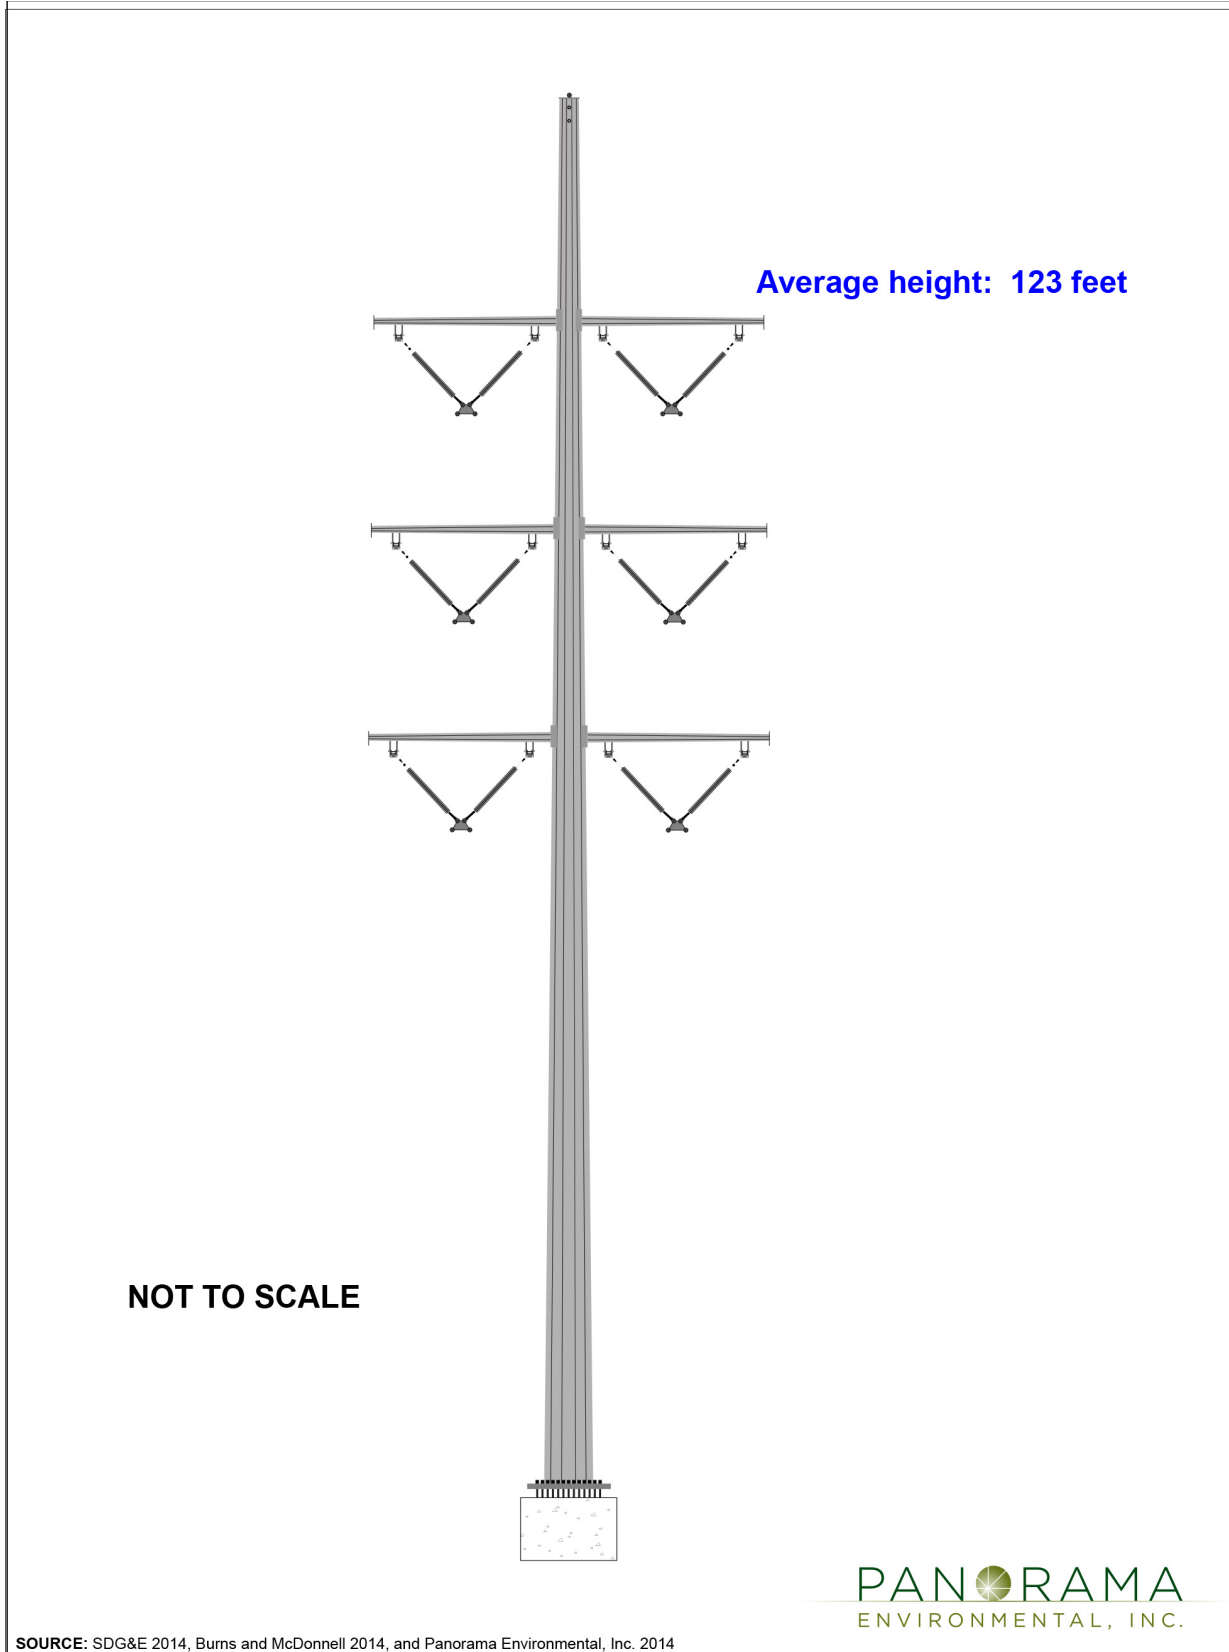 Average height: 123 feet
NOT TO SCALE
PANORAMA
ENVIRONMENTAL, INC.
SOURCE: SDG&E 2014, Burns and McDonnell 2014, and Panorama Environmental, Inc. 2014